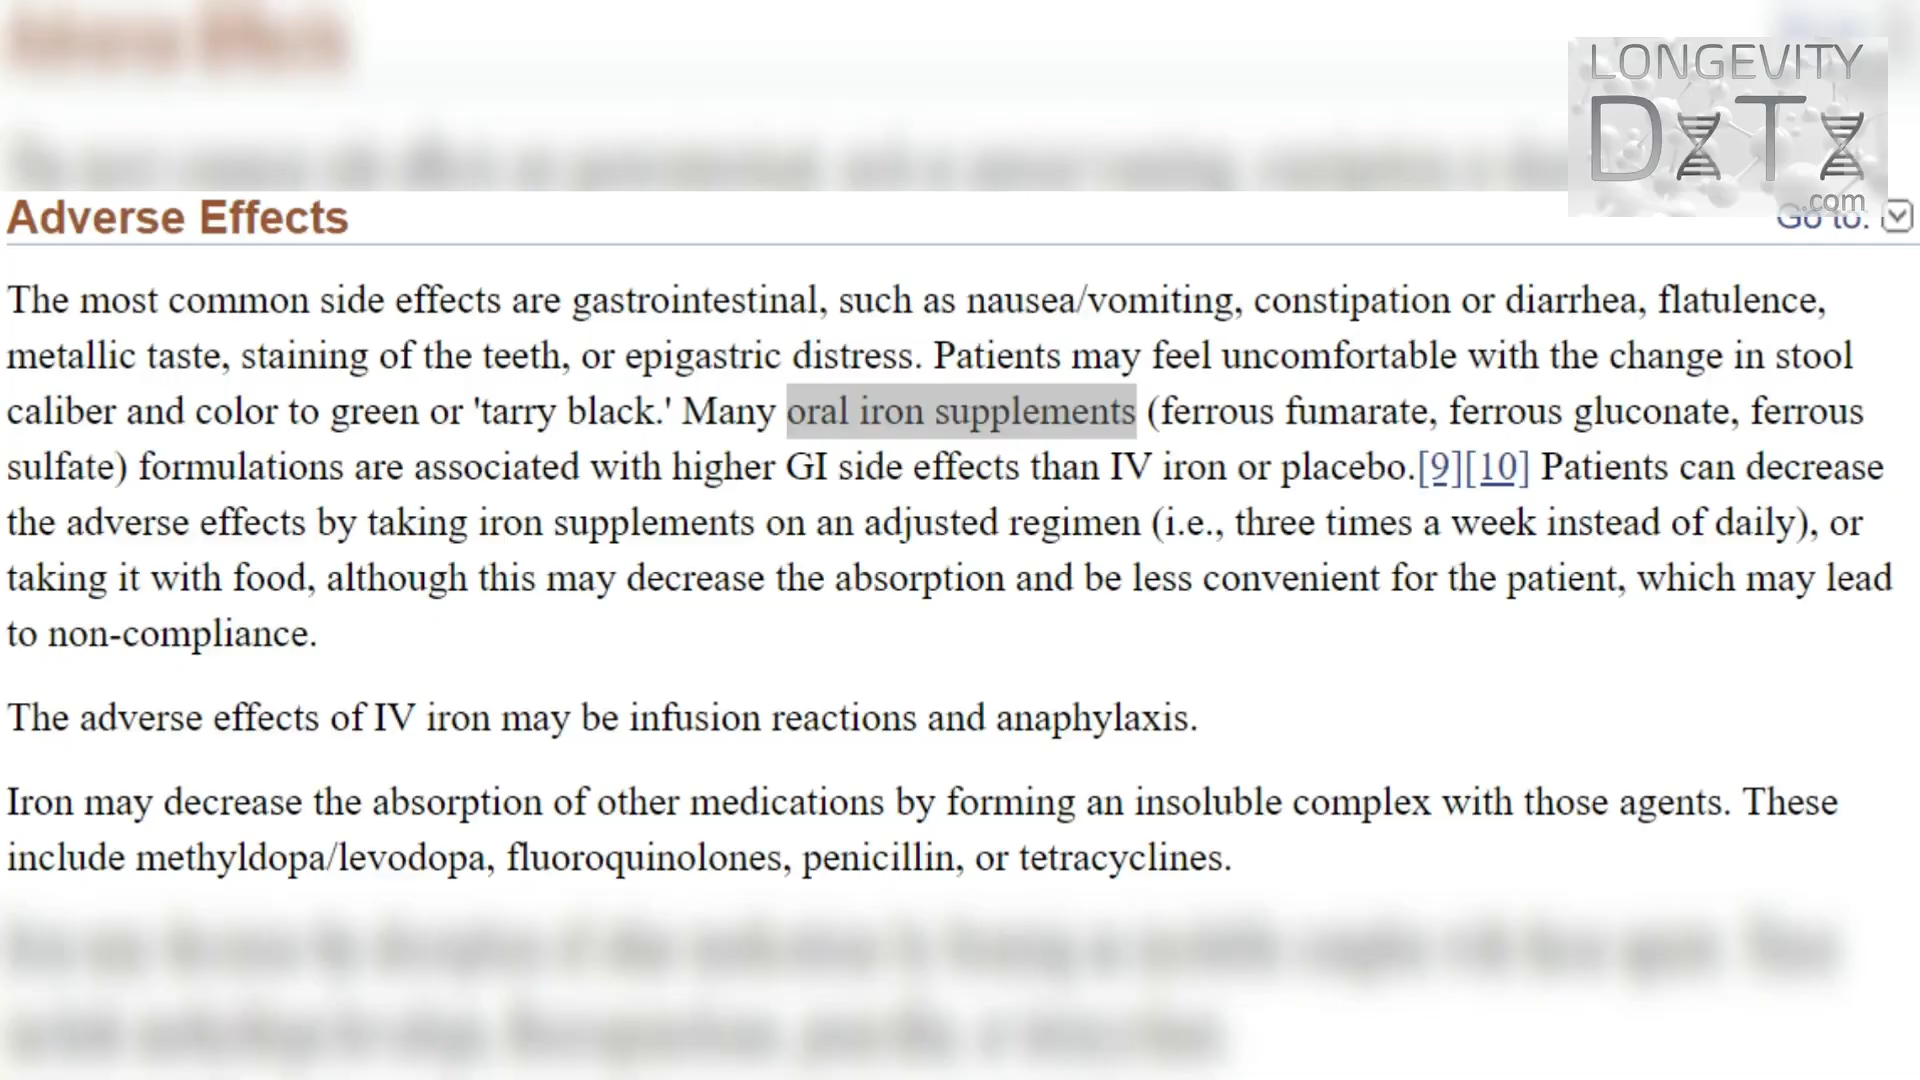 LONGEVITY
DATA
.com
Adverse Effects
Go to:
The most common side effects are gastrointestinal, such as nausea/vomiting, constipation or diarrhea, flatulence,
metallic taste, staining of the teeth, or epigastric distress. Patients may feel uncomfortable with the change in stool
caliber and color to green or 'tarry black.' Many oral iron supplements (ferrous fumarate, ferrous gluconate, ferrous
sulfate) formulations are associated with higher GI side effects than IV iron or placebo.[9][10] Patients can decrease
the adverse effects by taking iron supplements on an adjusted regimen (i.e., three times a week instead of daily), or
taking it with food, although this may decrease the absorption and be less convenient for the patient, which may lead
to non-compliance.
The adverse effects of IV iron may be infusion reactions and anaphylaxis.
Iron may decrease the absorption of other medications by forming an insoluble complex with those agents. These
include methyldopa/levodopa, fluoroquinolones, penicillin, or tetracyclines.